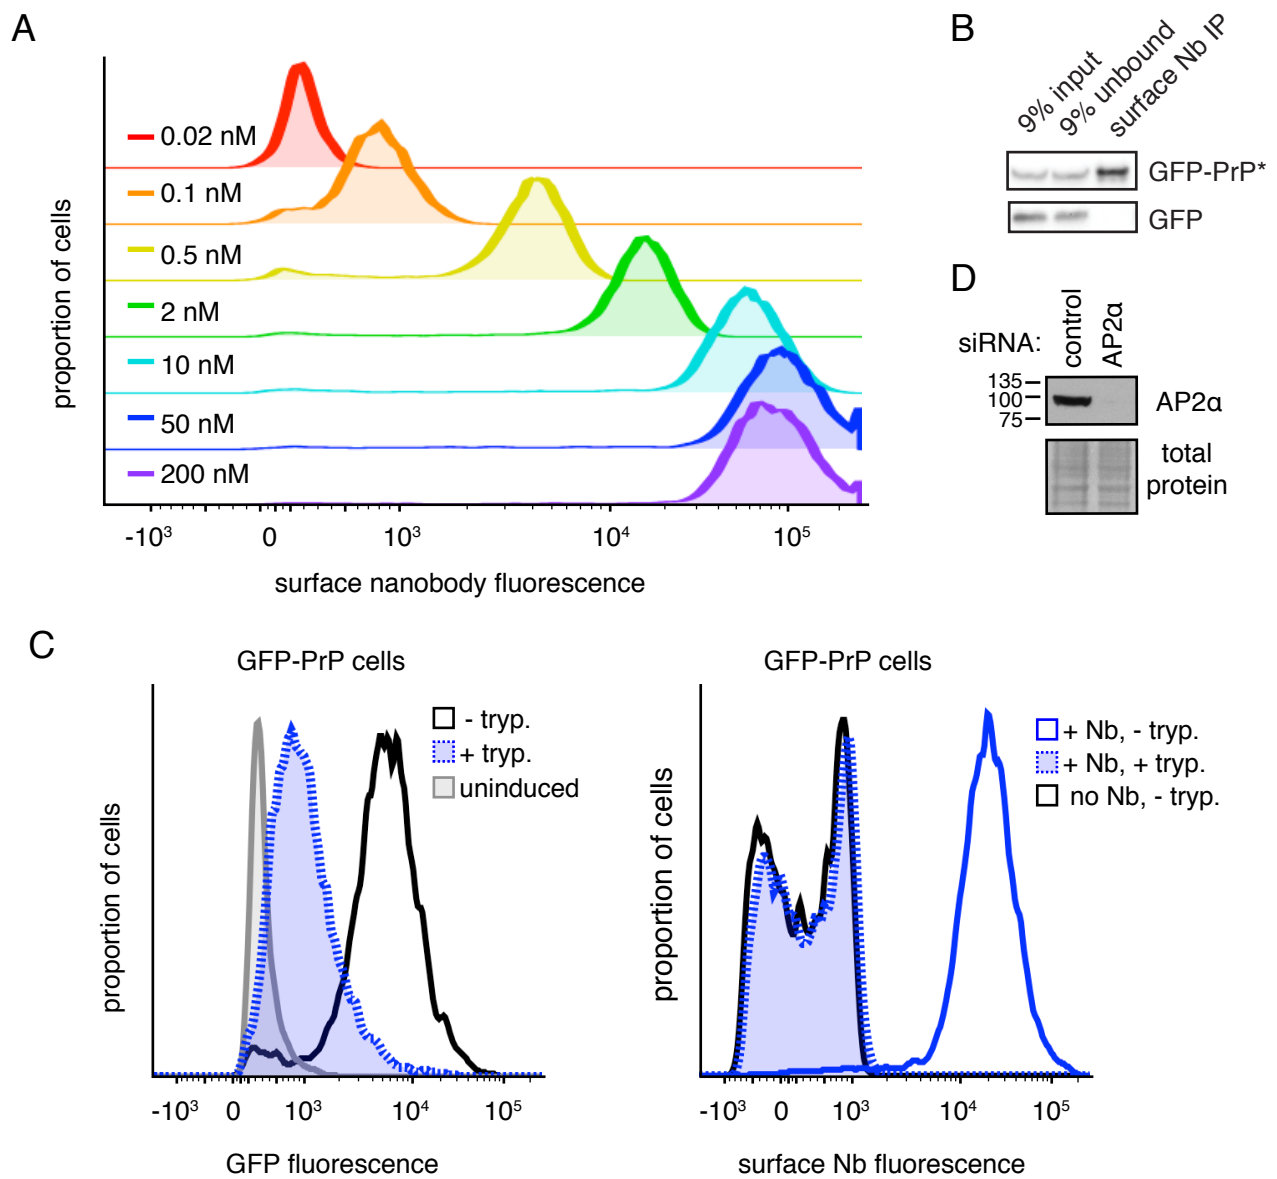 A
0.02 nM
0.1 nM
0.5 nM
2 nM
10 nM
50 nM
200 nM
proportion of cells
-10³ 0 10³ 10⁴ 10⁵
surface nanobody fluorescence
B
9% input
9% unbound
surface Nb IP
GFP-PrP*
GFP
D
siRNA: control AP2α
135
100
75
AP2α
total
protein
C
GFP-PrP cells
- tryp.
+ tryp.
uninduced
proportion of cells
-10³ 0 10³ 10⁴ 10⁵
GFP fluorescence
GFP-PrP cells
+ Nb, - tryp.
+ Nb, + tryp.
no Nb, - tryp.
proportion of cells
-10³ 0 10³ 10⁴ 10⁵
surface Nb fluorescence